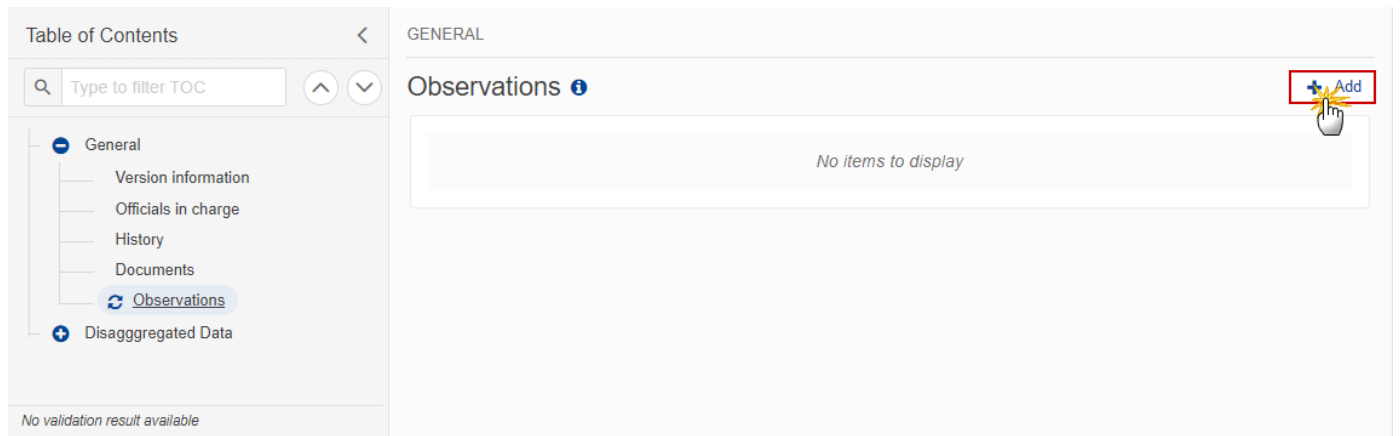 Table of Contents
Type to filter TOC
General
Version information
Officials in charge
History
Documents
Observations
Disagggregated Data
No validation result available
GENERAL
Observations
Add
No items to display